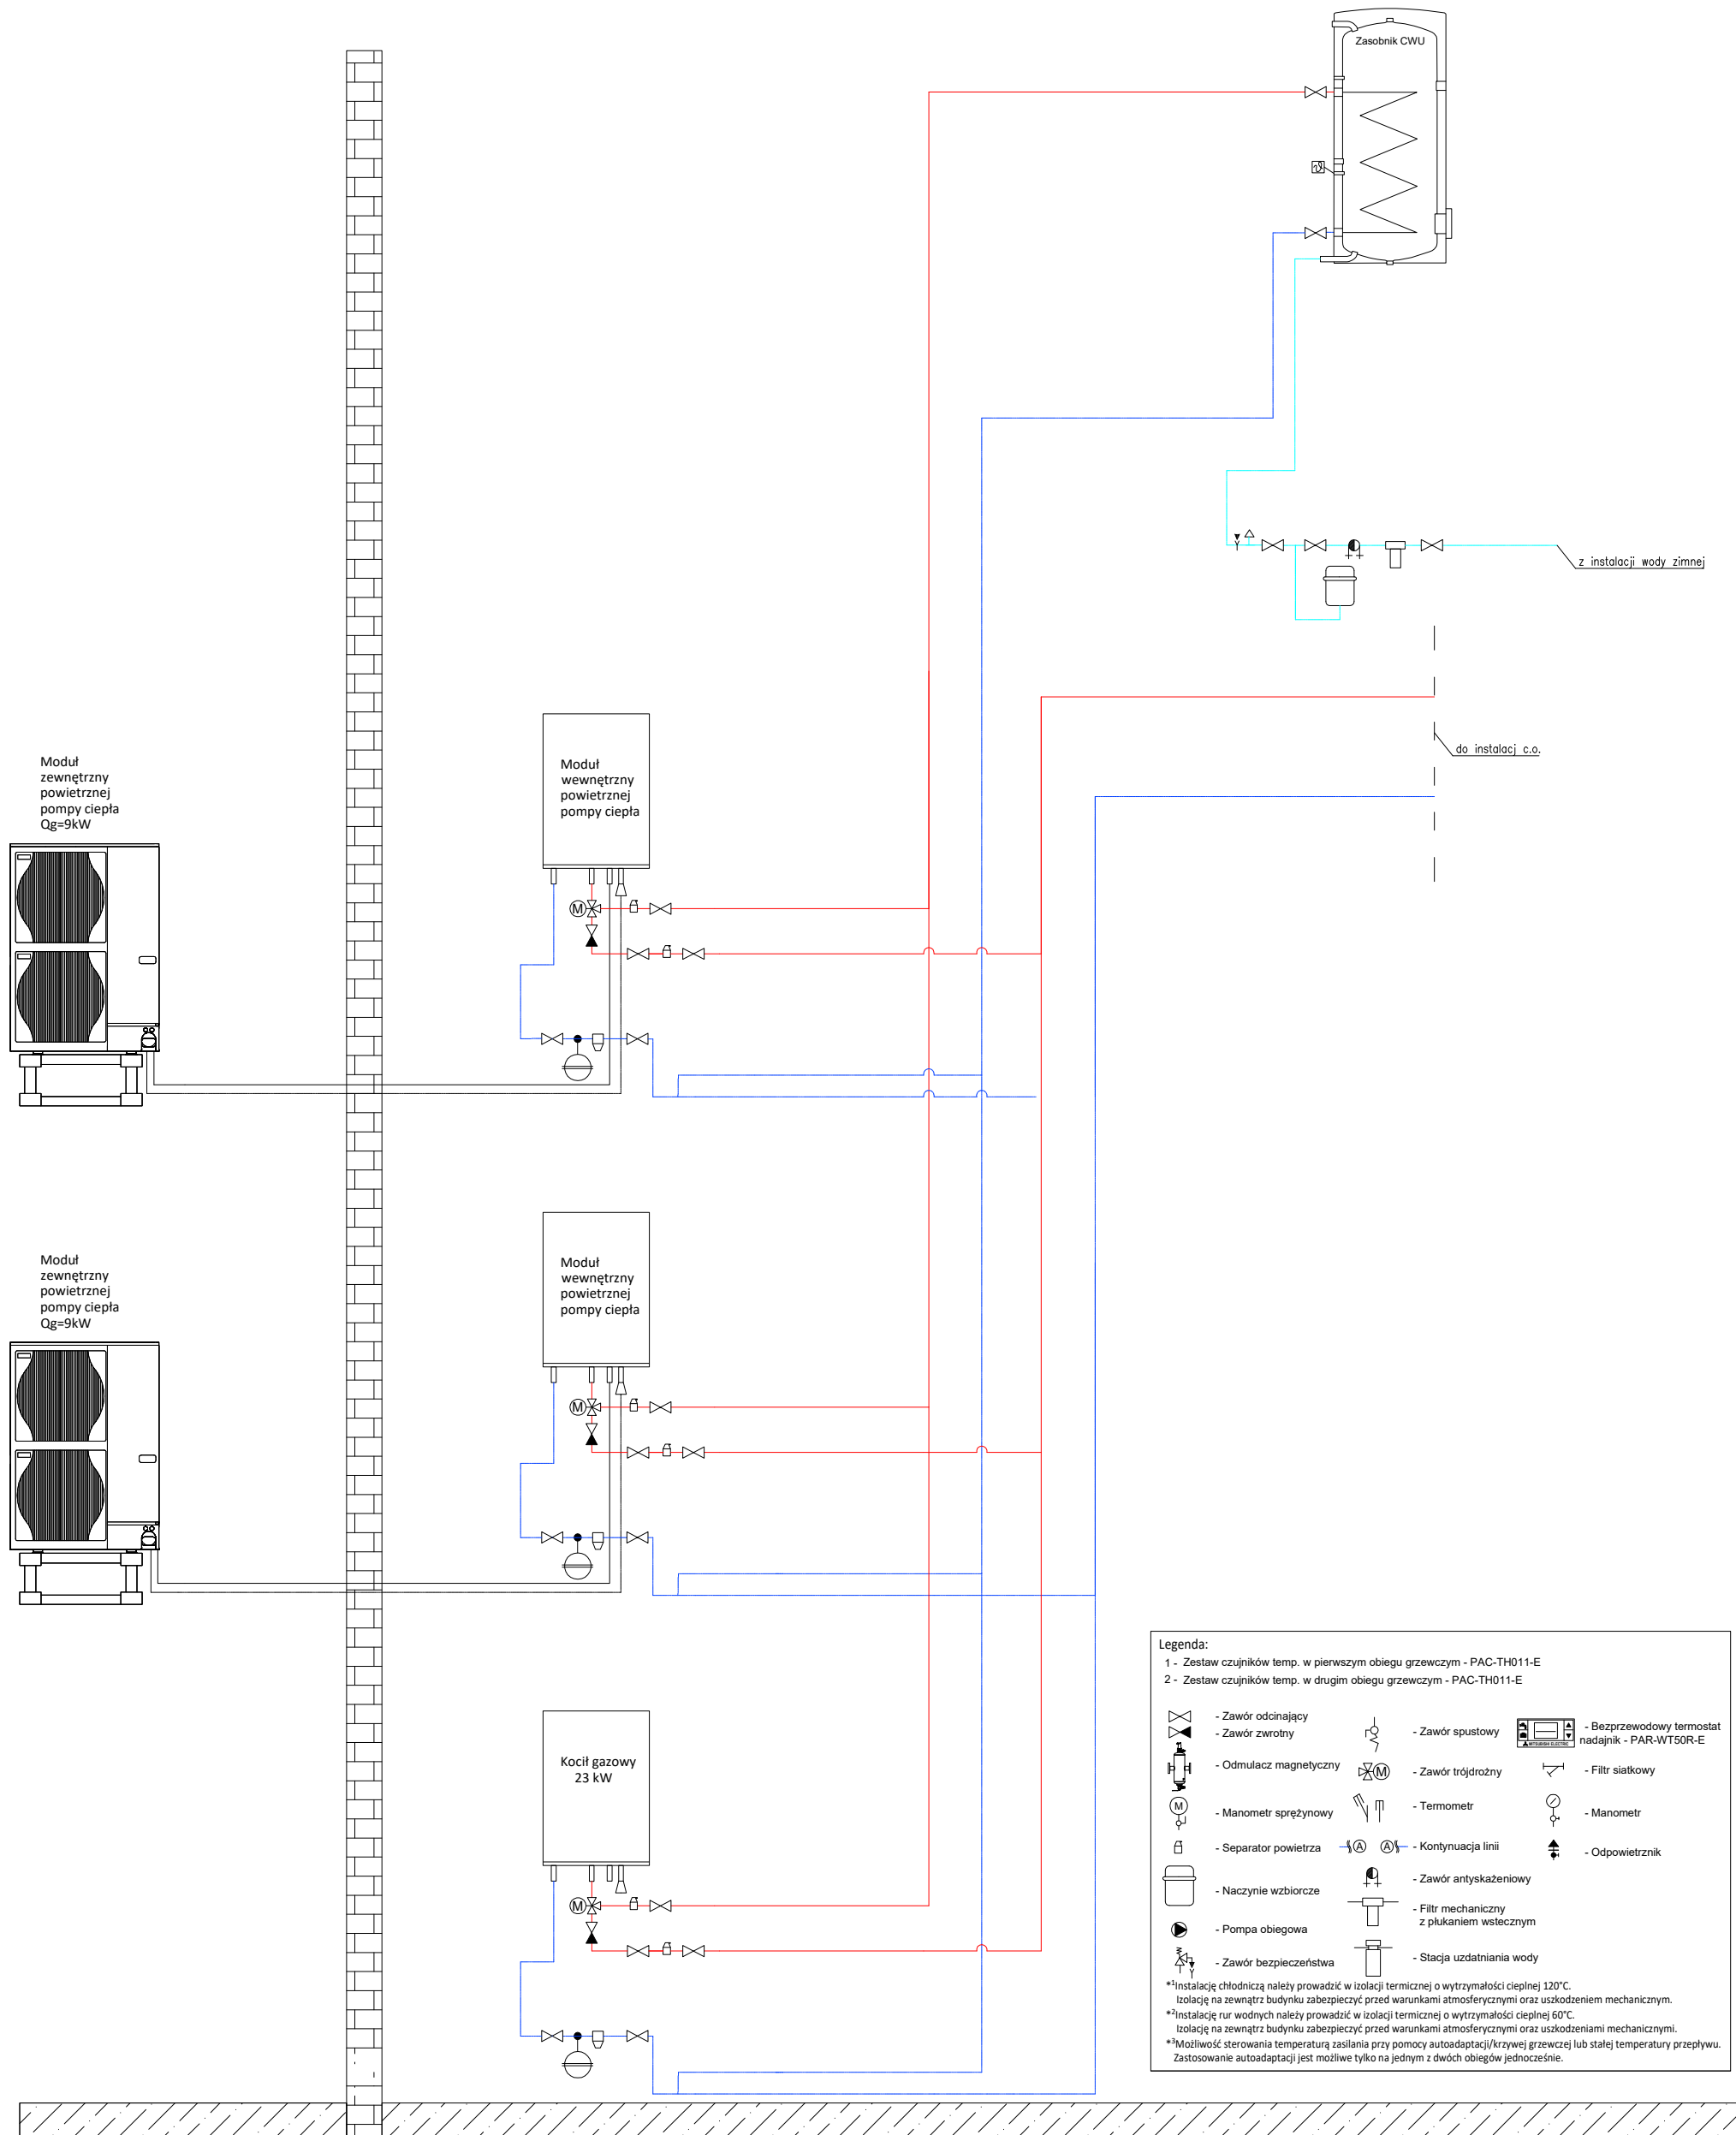 Zasobnik CWU
z instalacji wody zimnej
do instalacj c.o.
Moduł
zewnętrzny
powietrznej
pompy ciepła
Qg=9kW
Moduł
wewnętrzny
powietrznej
pompy ciepła
M
Moduł
zewnętrzny
powietrznej
pompy ciepła
Qg=9kW
Moduł
wewnętrzny
powietrznej
pompy ciepła
M
Kocił gazowy
23 kW
M
Legenda:
1 - Zestaw czujników temp. w pierwszym obiegu grzewczym - PAC-TH011-E
2 - Zestaw czujników temp. w drugim obiegu grzewczym - PAC-TH011-E
- Zawór odcinający
- Zawór zwrotny
- Odmulacz magnetyczny
M
- Manometr sprężynowy
- Separator powietrza
- Naczynie wzbiorcze
- Pompa obiegowa
- Zawór bezpieczeństwa
- Zawór spustowy
M
- Zawór trójdrożny
- Termometr
A A
- Kontynuacja linii
- Zawór antyskażeniowy
- Filtr mechaniczny
z płukaniem wstecznym
- Stacja uzdatniania wody
MITSUBISHI ELECTRIC
- Bezprzewodowy termostat
nadajnik - PAR-WT50R-E
- Filtr siatkowy
- Manometr
- Odpowietrznik
*1Instalację chłodniczą należy prowadzić w izolacji termicznej o wytrzymałości cieplnej 120°C.
Izolację na zewnątrz budynku zabezpieczyć przed warunkami atmosferycznymi oraz uszkodzeniem mechanicznym.
*2Instalację rur wodnych należy prowadzić w izolacji termicznej o wytrzymałości cieplnej 60°C.
Izolację na zewnątrz budynku zabezpieczyć przed warunkami atmosferycznymi oraz uszkodzeniami mechanicznymi.
*3Możliwość sterowania temperaturą zasilania przy pomocy autoadaptacji/krzywej grzewczej lub stałej temperatury przepływu.
Zastosowanie autoadaptacji jest możliwe tylko na jednym z dwóch obiegów jednocześnie.